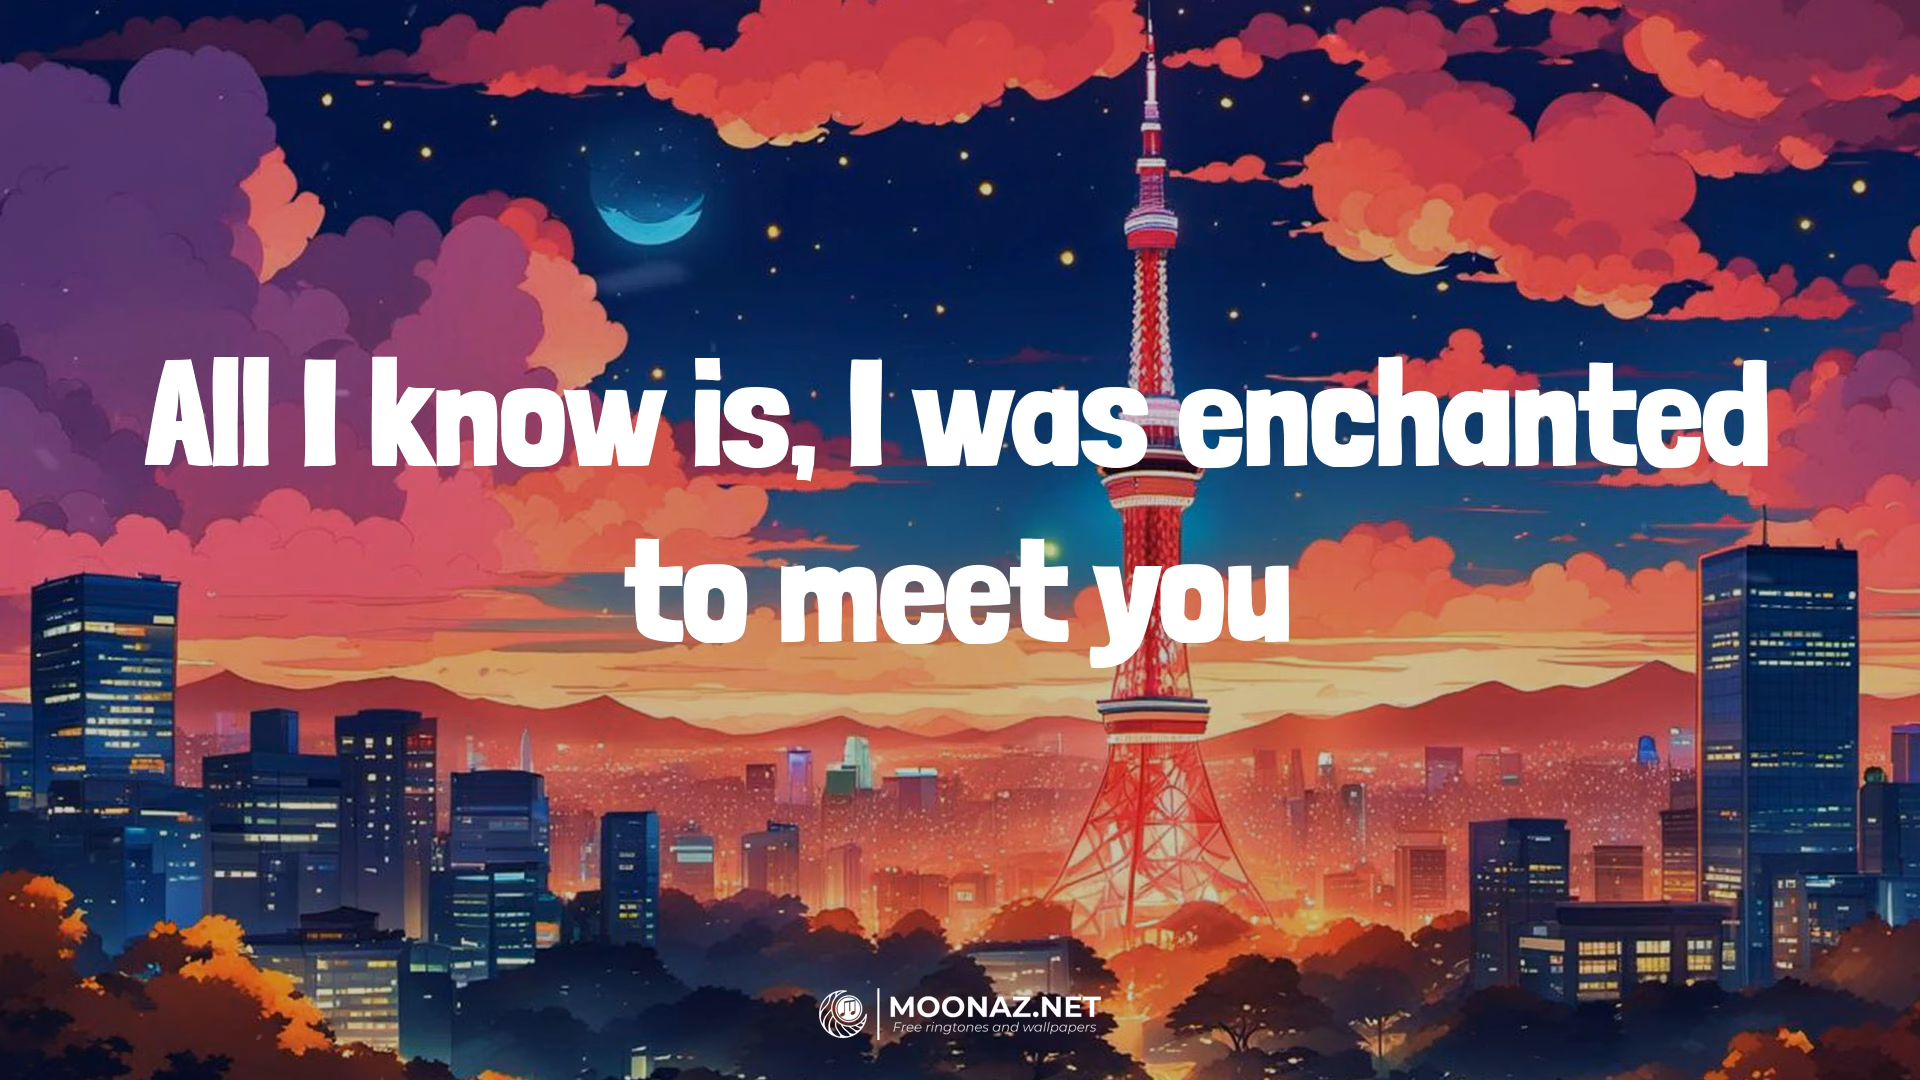 All I know is, I was enchanted
to meet you
MOONAZ.NET
Free ringtones and wallpapers